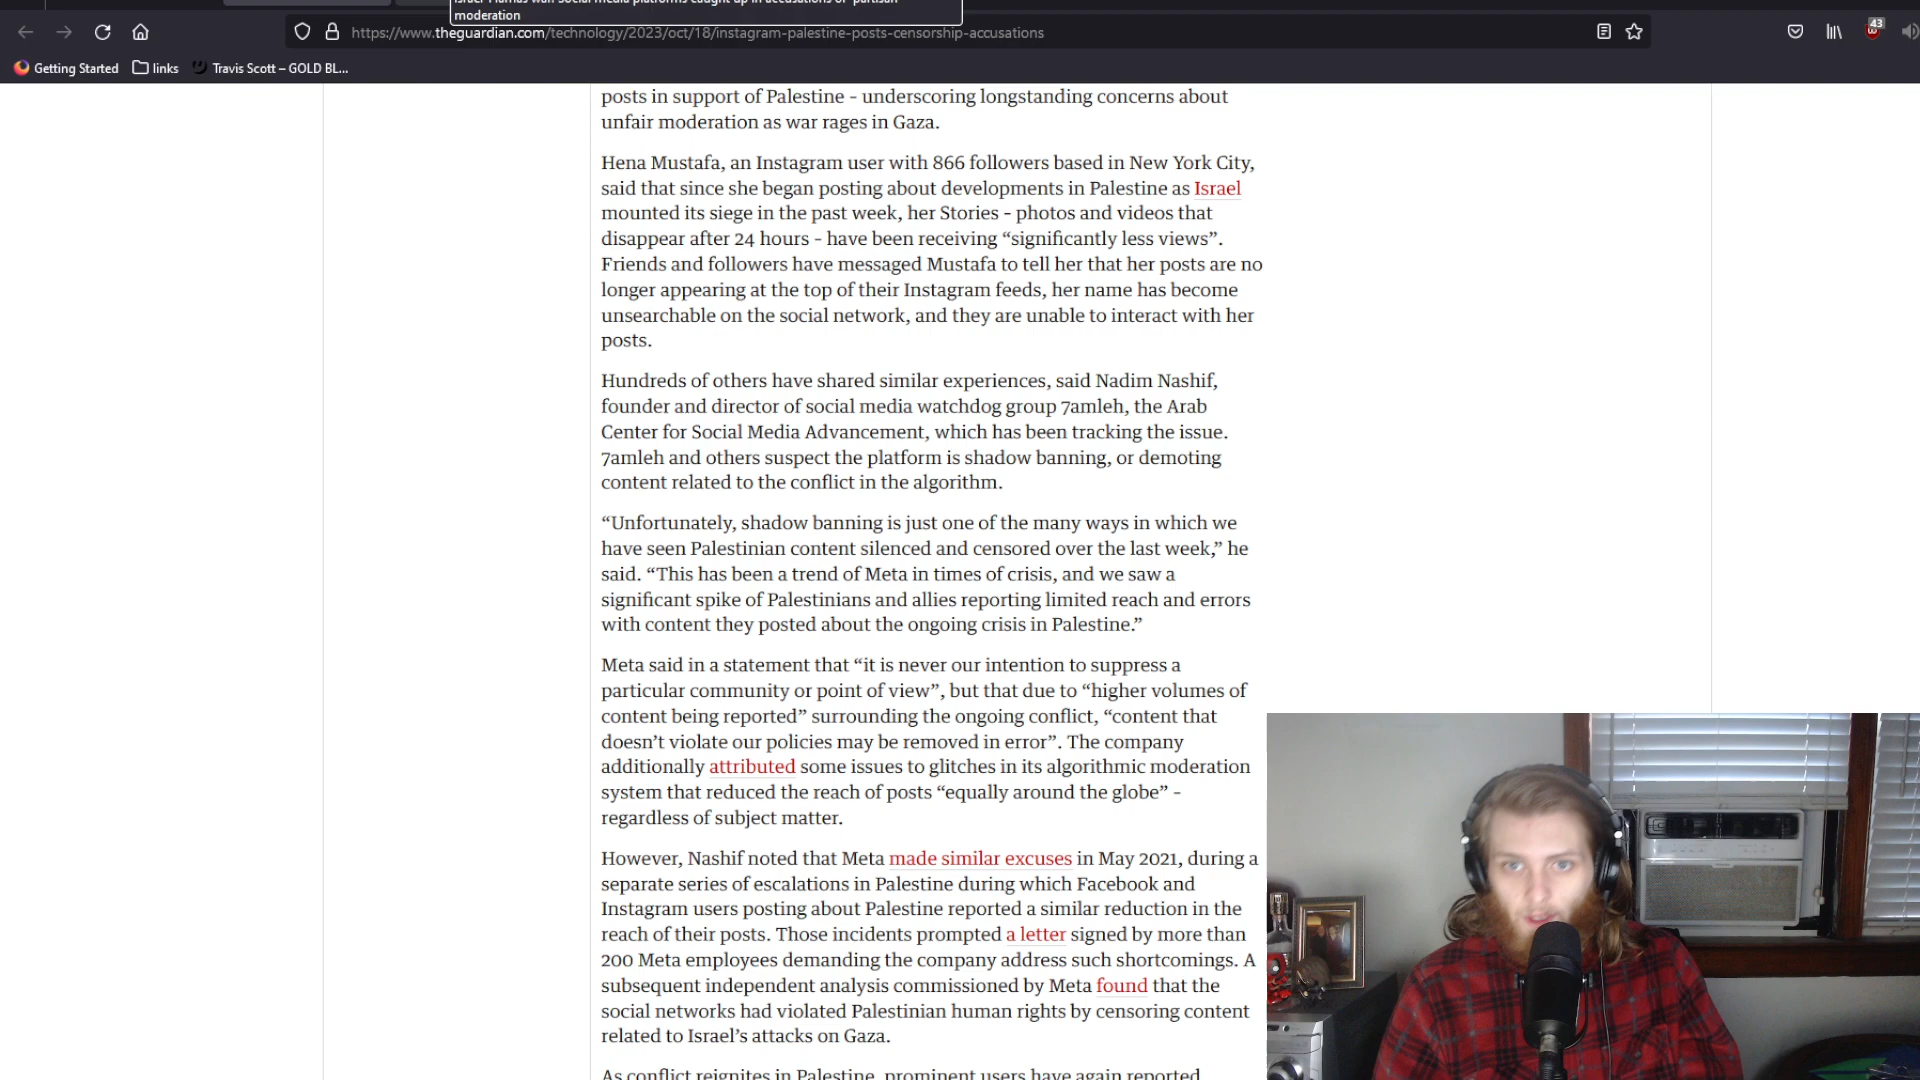 Israel-Hamas war: social media platforms caught up in accusations of 'partisan'
moderation
https://www.theguardian.com/technology/2023/oct/18/instagram-palestine-posts-censorship-accusations
43
Getting Started
links
Travis Scott – GOLD BL...
posts in support of Palestine – underscoring longstanding concerns about
unfair moderation as war rages in Gaza.
Hena Mustafa, an Instagram user with 866 followers based in New York City,
said that since she began posting about developments in Palestine as Israel
mounted its siege in the past week, her Stories – photos and videos that
disappear after 24 hours – have been receiving “significantly less views”.
Friends and followers have messaged Mustafa to tell her that her posts are no
longer appearing at the top of their Instagram feeds, her name has become
unsearchable on the social network, and they are unable to interact with her
posts.
Hundreds of others have shared similar experiences, said Nadim Nashif,
founder and director of social media watchdog group 7amleh, the Arab
Center for Social Media Advancement, which has been tracking the issue.
7amleh and others suspect the platform is shadow banning, or demoting
content related to the conflict in the algorithm.
“Unfortunately, shadow banning is just one of the many ways in which we
have seen Palestinian content silenced and censored over the last week,” he
said. “This has been a trend of Meta in times of crisis, and we saw a
significant spike of Palestinians and allies reporting limited reach and errors
with content they posted about the ongoing crisis in Palestine.”
Meta said in a statement that “it is never our intention to suppress a
particular community or point of view”, but that due to “higher volumes of
content being reported” surrounding the ongoing conflict, “content that
doesn’t violate our policies may be removed in error”. The company
additionally attributed some issues to glitches in its algorithmic moderation
system that reduced the reach of posts “equally around the globe” –
regardless of subject matter.
However, Nashif noted that Meta made similar excuses in May 2021, during a
separate series of escalations in Palestine during which Facebook and
Instagram users posting about Palestine reported a similar reduction in the
reach of their posts. Those incidents prompted a letter signed by more than
200 Meta employees demanding the company address such shortcomings. A
subsequent independent analysis commissioned by Meta found that the
social networks had violated Palestinian human rights by censoring content
related to Israel’s attacks on Gaza.
As conflict reignites in Palestine, prominent users have again reported